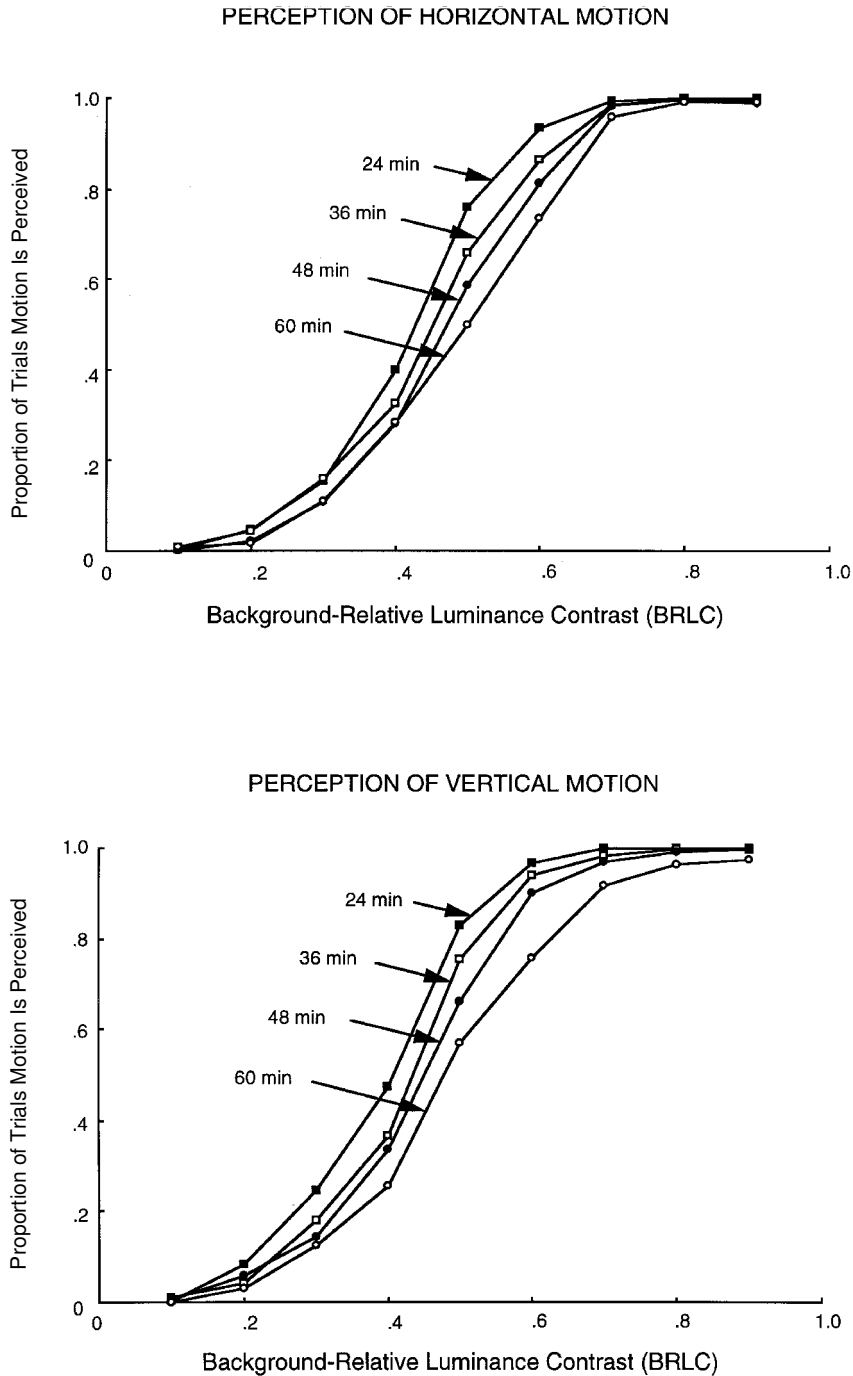 PERCEPTION OF HORIZONTAL MOTION
Proportion of Trials Motion Is Perceived
1.0
.8
.6
.4
.2
0
24 min
36 min
48 min
60 min
0
.2
.4
.6
.8
1.0
Background-Relative Luminance Contrast (BRLC)
PERCEPTION OF VERTICAL MOTION
Proportion of Trials Motion Is Perceived
1.0
.8
.6
.4
.2
0
24 min
36 min
48 min
60 min
0
.2
.4
.6
.8
1.0
Background-Relative Luminance Contrast (BRLC)